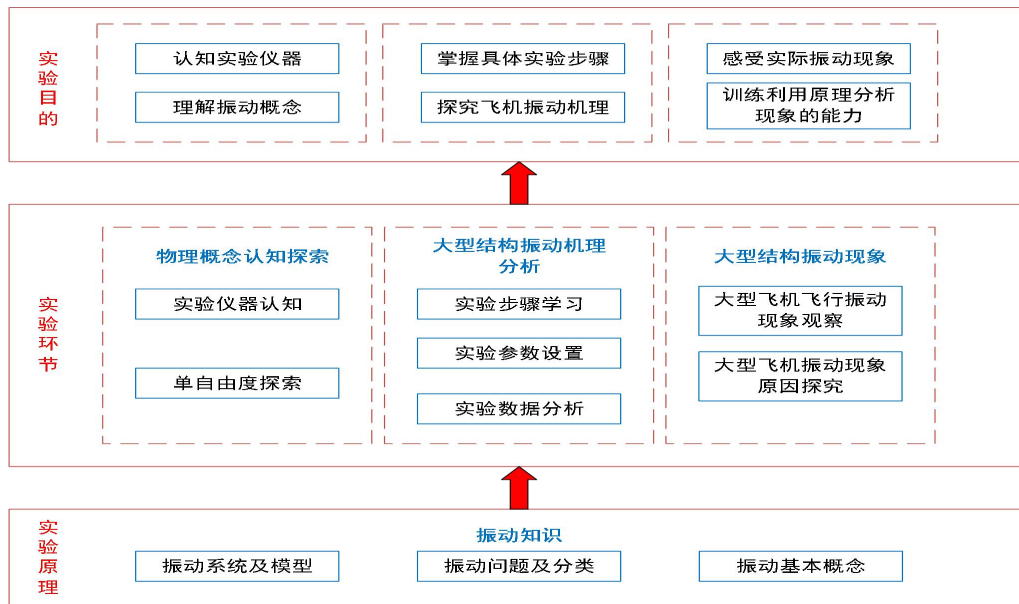 实验目的
认知实验仪器
理解振动概念
掌握具体实验步骤
探究飞机振动机理
感受实际振动现象
训练利用原理分析
现象的能力
实验环节
物理概念认知探索
实验仪器认知
单自由度探索
大型结构振动机理
分析
实验步骤学习
实验参数设置
实验数据分析
大型结构振动现象
大型飞机飞行振动
现象观察
大型飞机振动现象
原因探究
实验原理
振动知识
振动系统及模型
振动问题及分类
振动基本概念